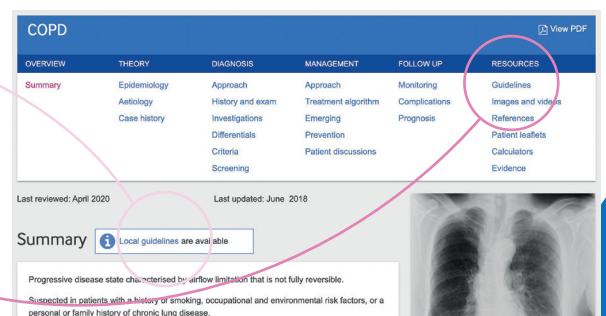 COPD
View PDF
OVERVIEW THEORY DIAGNOSIS MANAGEMENT FOLLOW UP RESOURCES
Summary Epidemiology Approach Approach Monitoring Guidelines
Aetiology History and exam Treatment algorithm Complications Images and videos
Case history Investigations Emerging Prognosis References
Differentials Prevention Patient leaflets
Criteria Patient discussions Calculators
Screening Evidence
Last reviewed: April 2020 Last updated: June 2018
Summary Local guidelines are available
Progressive disease state characterised by airflow limitation that is not fully reversible.
Suspected in patients with a history of smoking, occupational and environmental risk factors, or a
personal or family history of chronic lung disease.